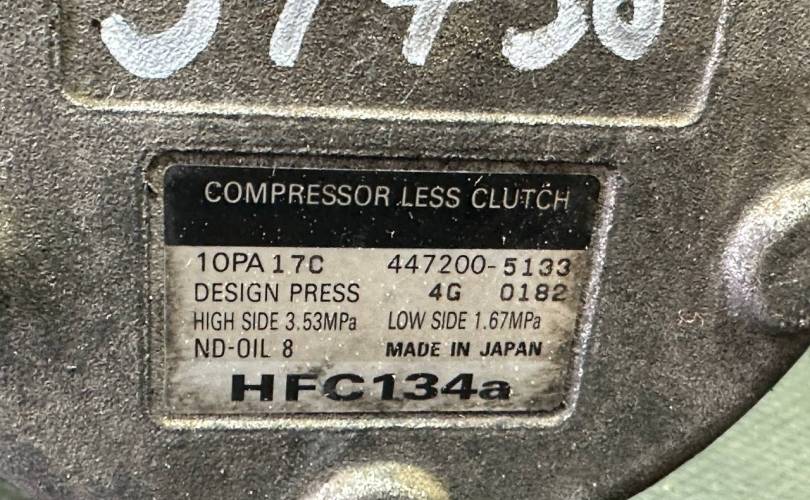 COMPRESSOR LESS CLUTCH
10PA17C 447200-5133
DESIGN PRESS 4G 0182
HIGH SIDE 3.53MPa LOW SIDE 1.67MPa
ND-OIL 8 MADE IN JAPAN
HFC134a